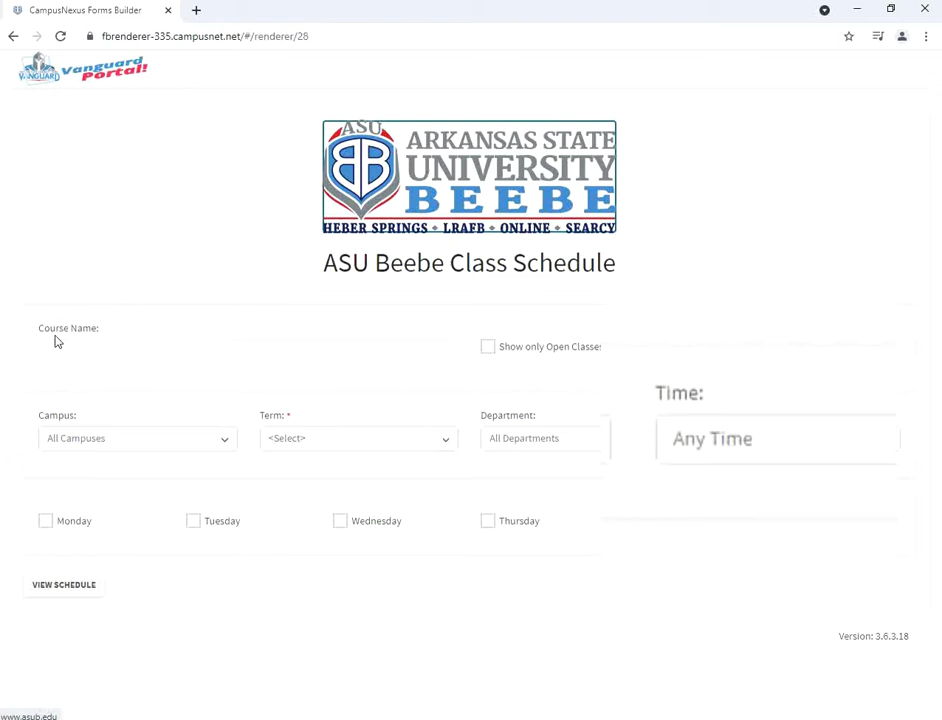 CampusNexus Forms Builder
fbrenderer-335.campusnet.net/#/renderer/28
VANGUARD Vanguard Portal!
ASU
ARKANSAS STATE
UNIVERSITY
BEEBE
HEBER SPRINGS • LRAFB • ONLINE • SEARCY
ASU Beebe Class Schedule
Course Name:
Show only Open Classes
Time:
Any Time
Campus: Term: * Department:
All Campuses <Select> All Departments
Monday Tuesday Wednesday Thursday
VIEW SCHEDULE
Version: 3.6.3.18
www.asub.edu